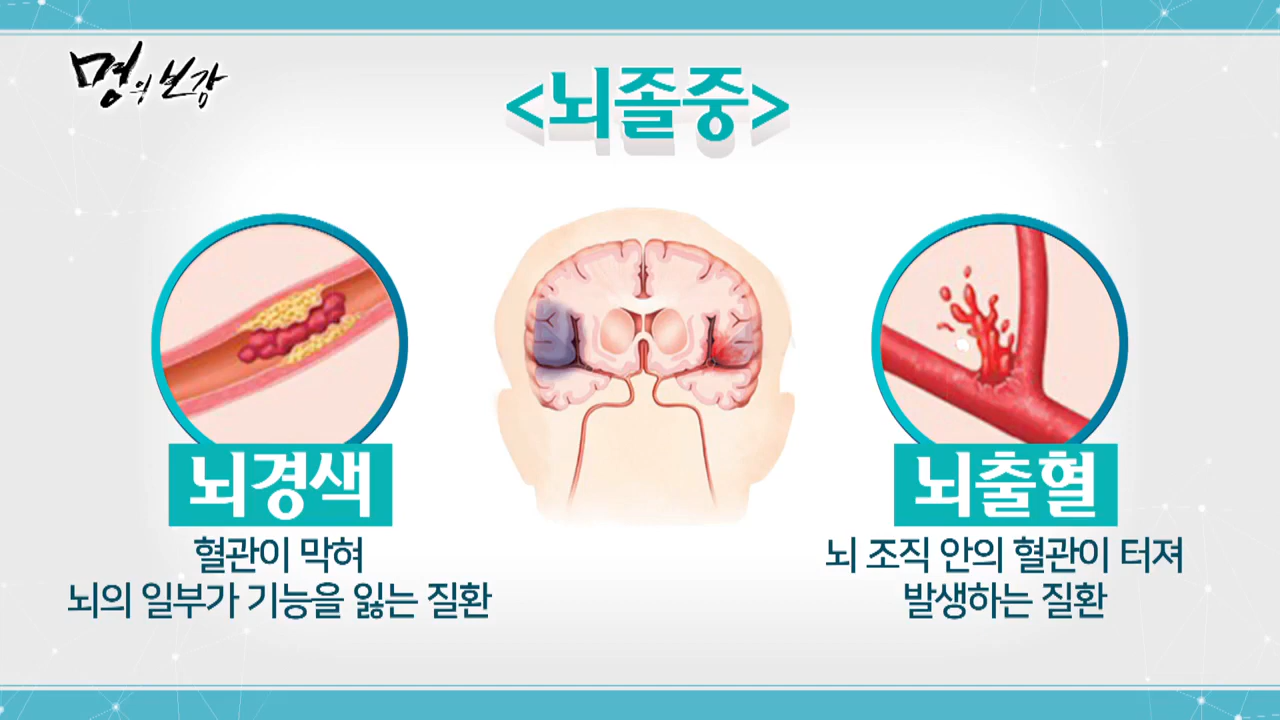 명의보감
<뇌졸중>
뇌경색
혈관이 막혀
뇌의 일부가 기능을 잃는 질환
뇌출혈
뇌 조직 안의 혈관이 터져
발생하는 질환